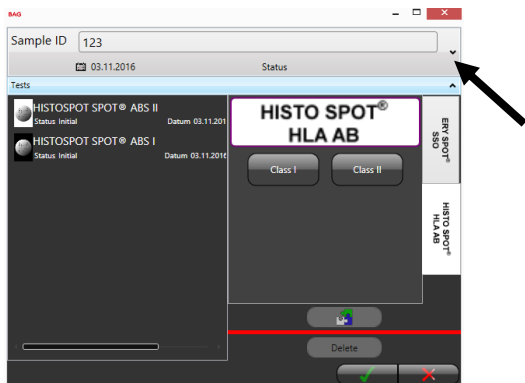 BAG
Sample ID 123
03.11.2016 Status
Tests
HISTOSPOT SPOT® ABS II
Status Initial Datum 03.11.201
HISTOSPOT SPOT® ABS I
Status Initial Datum 03.11.2016
HISTO SPOT®
HLA AB
Class I Class II
ERY SPOT®
SSO
HISTO SPOT®
HLA AB
Delete